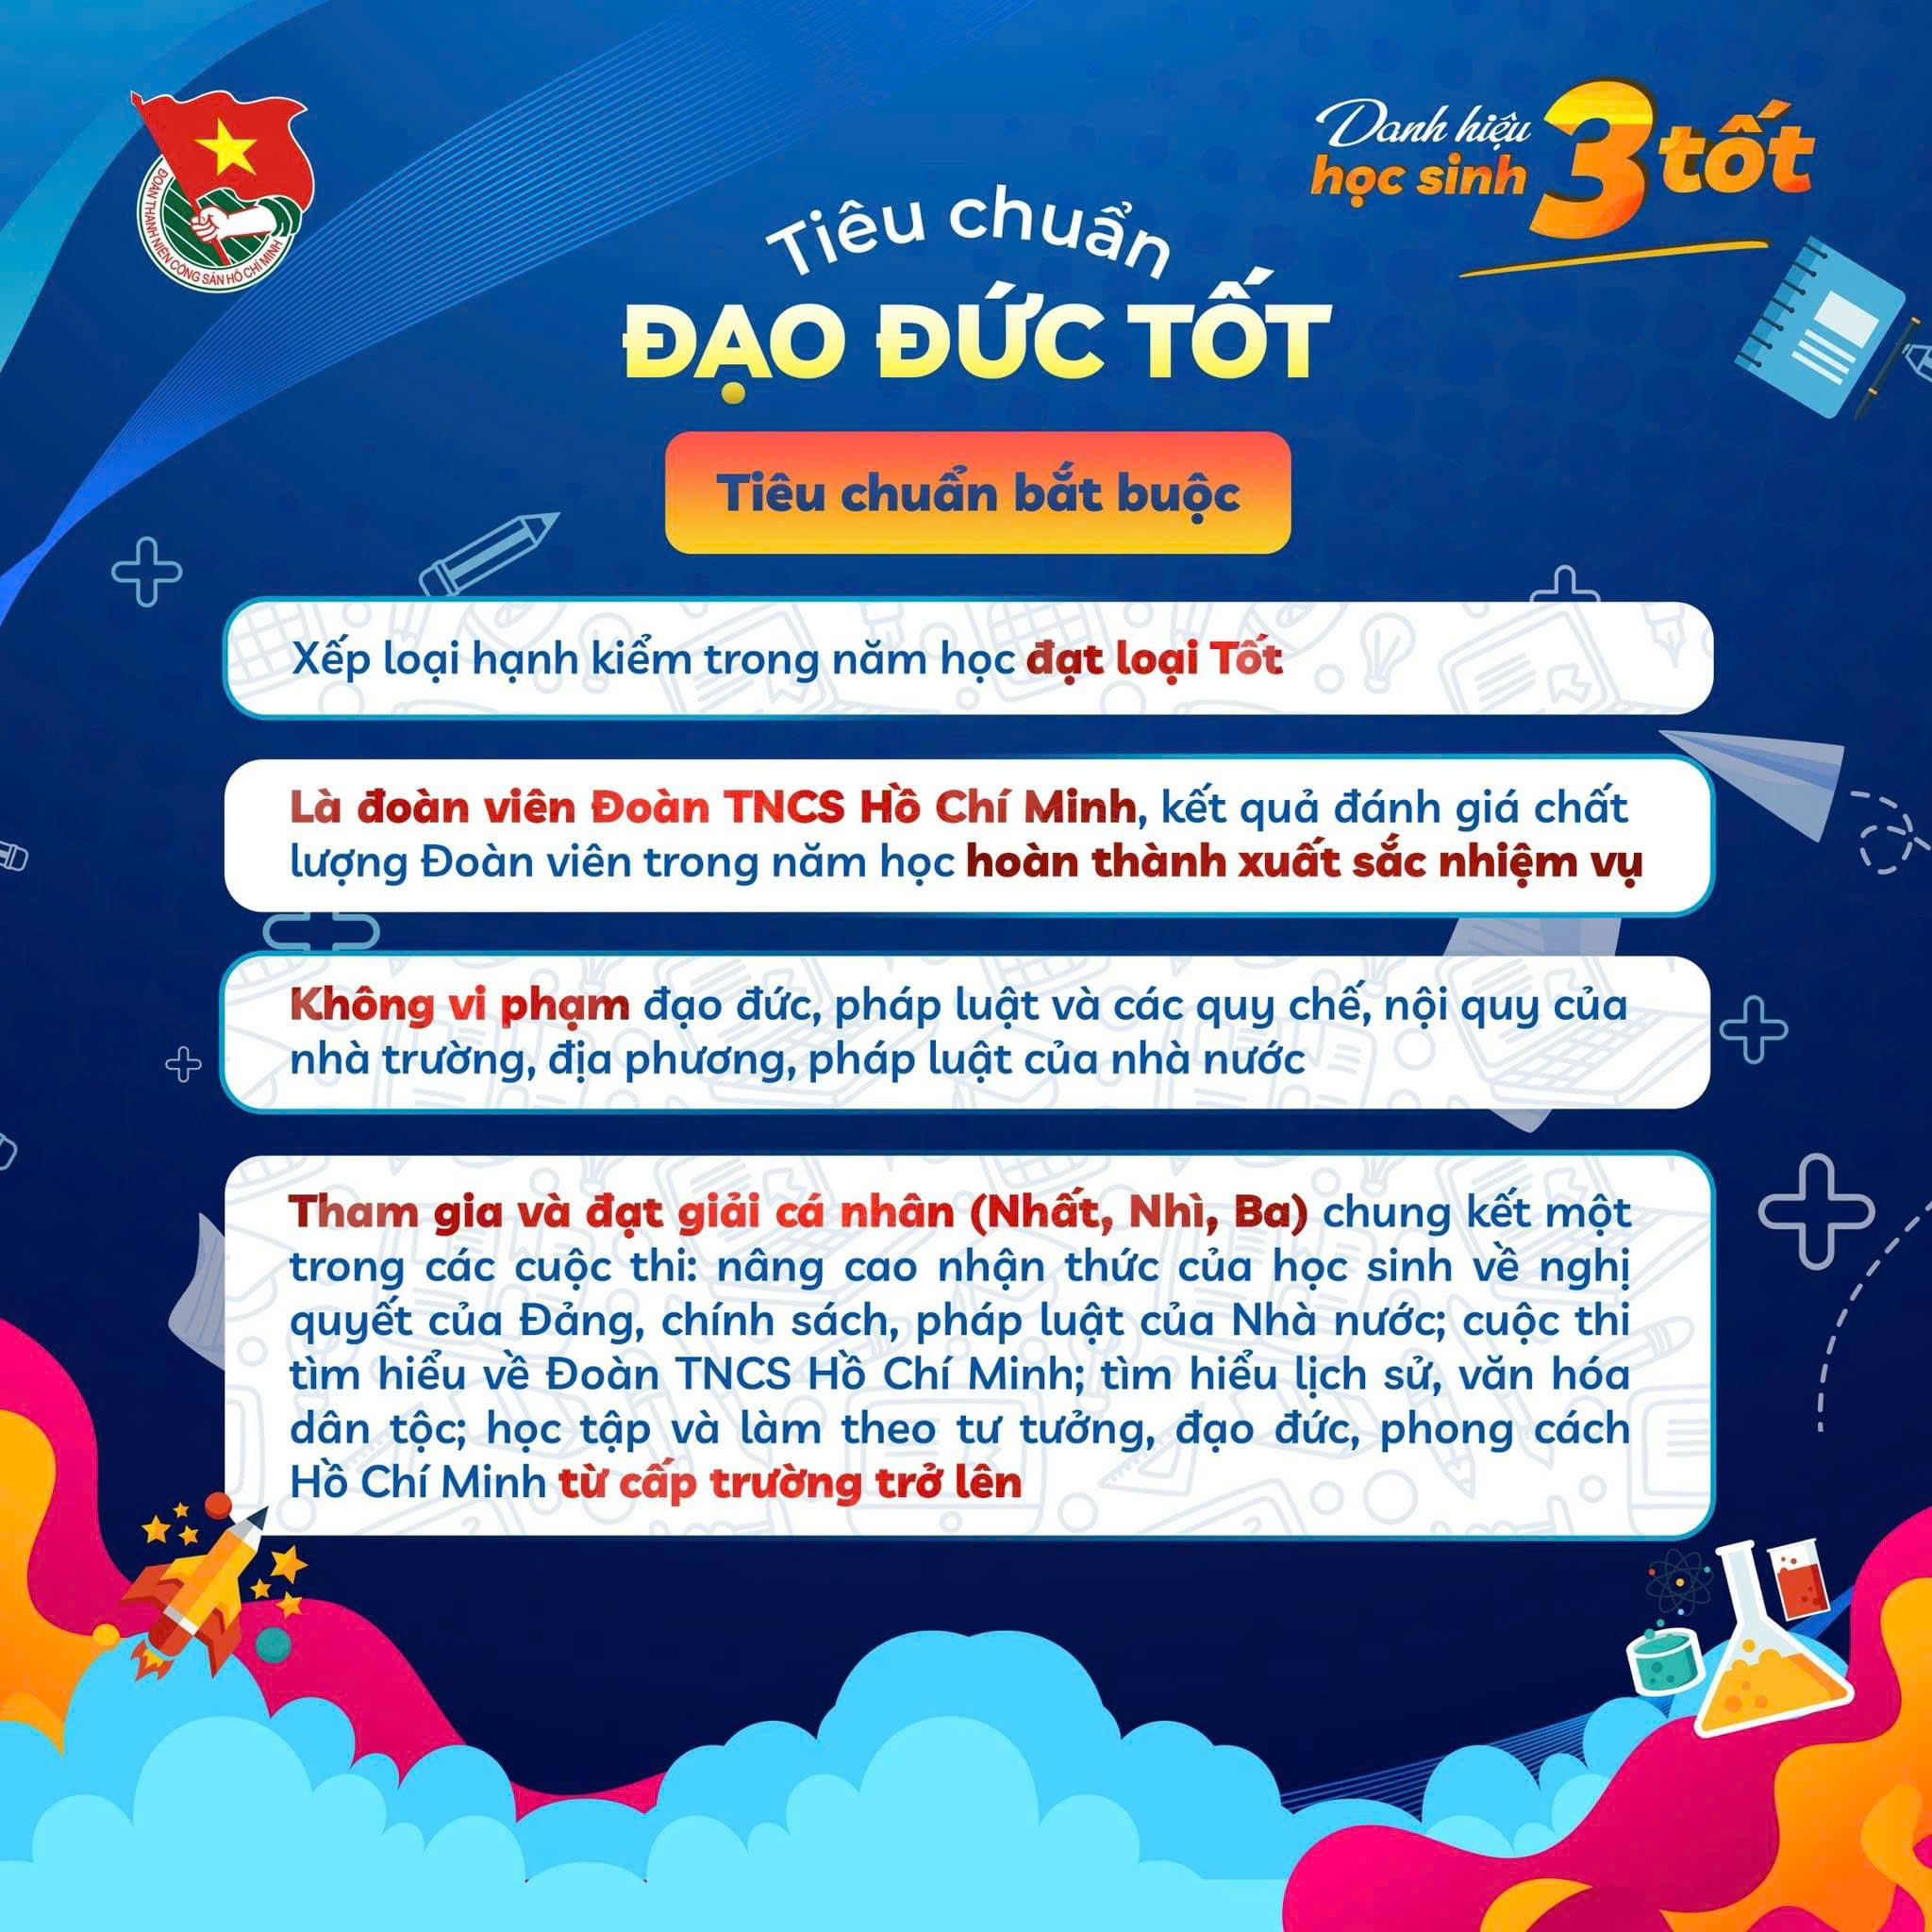 ĐOÀN THANH NIÊN CỘNG SẢN HỒ CHÍ MINH
Danh hiệu
học sinh 3 tốt
Tiêu chuẩn
ĐẠO ĐỨC TỐT
Tiêu chuẩn bắt buộc
Xếp loại hạnh kiểm trong năm học đạt loại Tốt
Là đoàn viên Đoàn TNCS Hồ Chí Minh, kết quả đánh giá chất
lượng Đoàn viên trong năm học hoàn thành xuất sắc nhiệm vụ
Không vi phạm đạo đức, pháp luật và các quy chế, nội quy của
nhà trường, địa phương, pháp luật của nhà nước
Tham gia và đạt giải cá nhân (Nhất, Nhì, Ba) chung kết một
trong các cuộc thi: nâng cao nhận thức của học sinh về nghị
quyết của Đảng, chính sách, pháp luật của Nhà nước; cuộc thi
tìm hiểu về Đoàn TNCS Hồ Chí Minh; tìm hiểu lịch sử, văn hóa
dân tộc; học tập và làm theo tư tưởng, đạo đức, phong cách
Hồ Chí Minh từ cấp trường trở lên